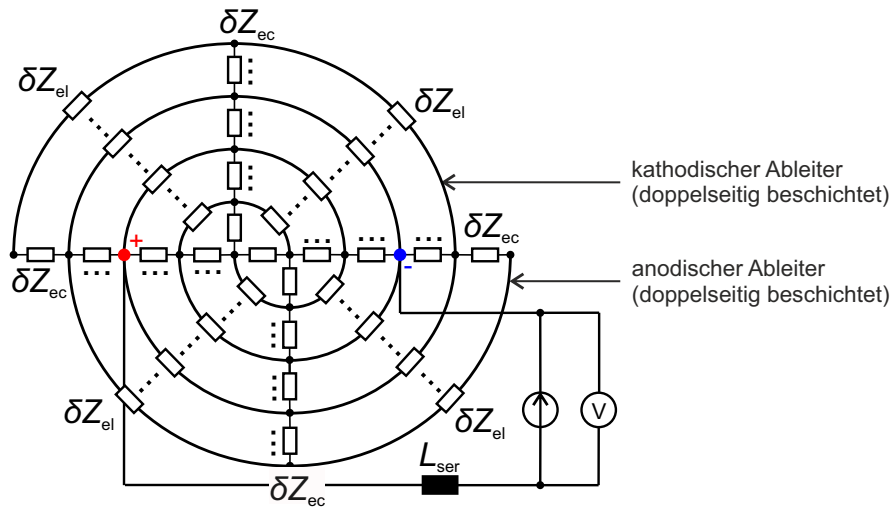 δZec
δZel
δZel
kathodischer Ableiter
(doppelseitig beschichtet)
+
-
δZec
δZec
anodischer Ableiter
(doppelseitig beschichtet)
δZel
δZel
V
Lser
δZec